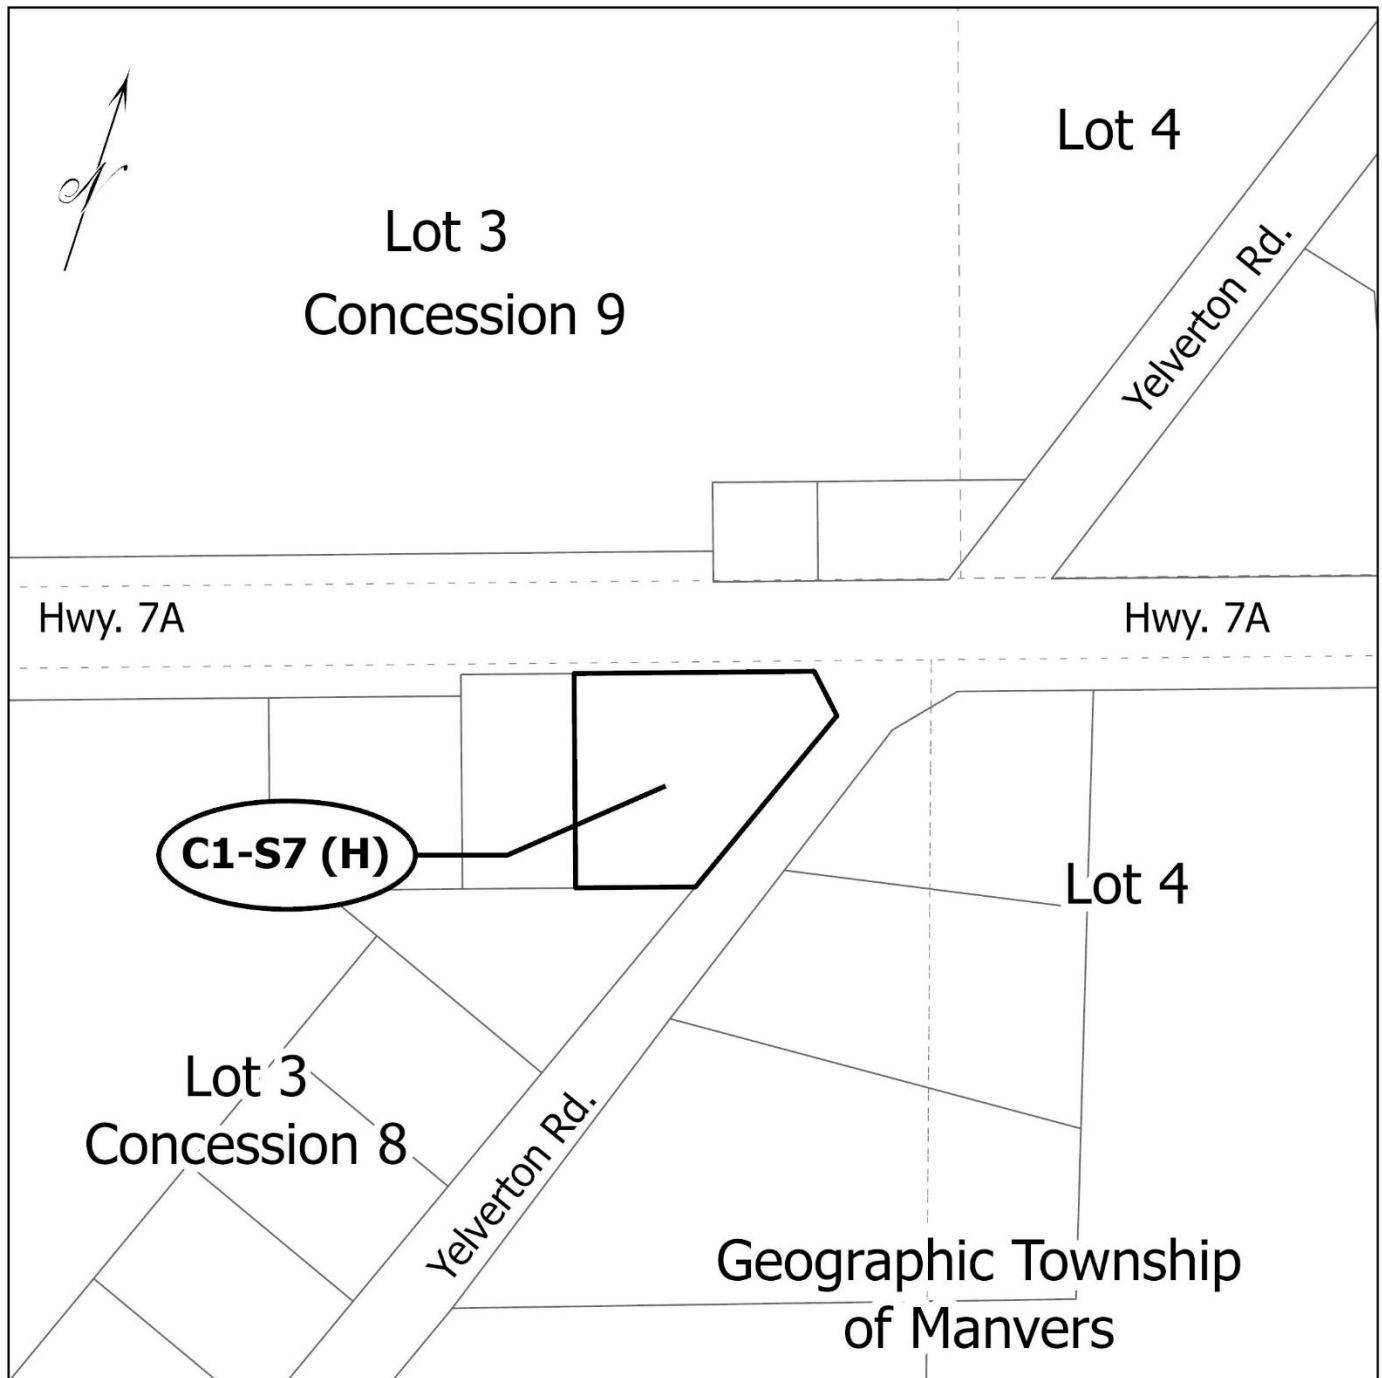 Lot 4
N
Lot 3
Concession 9
Yelverton Rd.
Hwy. 7A
Hwy. 7A
C1-S7 (H)
Lot 4
Lot 3
Concession 8
Yelverton Rd.
Geographic Township
of Manvers